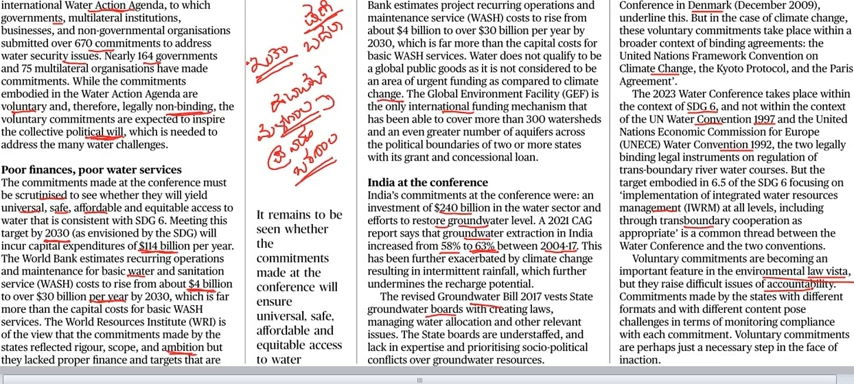 international Water Action Agenda, to which
governments, multilateral institutions,
businesses, and non-governmental organisations
submitted over 670 commitments to address
water security issues. Nearly 164 governments
and 75 multilateral organisations have made
commitments. While the commitments
embodied in the Water Action Agenda are
voluntary and, therefore, legally non-binding, the
voluntary commitments are expected to inspire
the collective political will, which is needed to
address the many water challenges.
Poor finances, poor water services
The commitments made at the conference must
be scrutinised to see whether they will yield
universal, safe, affordable and equitable access to
water that is consistent with SDG 6. Meeting this
target by 2030 (as envisioned by the SDG) will
incur capital expenditures of $114 billion per year.
The World Bank estimates recurring operations
and maintenance for basic water and sanitation
service (WASH) costs to rise from about $4 billion
to over $30 billion per year by 2030, which is far
more than the capital costs for basic WASH
services. The World Resources Institute (WRI) is
of the view that the commitments made by the
states reflected rigour, scope, and ambition but
they lacked proper finance and targets that are
2030
It remains to be
seen whether
the
commitments
made at the
conference will
ensure
universal, safe,
affordable and
equitable access
to water
Bank estimates project recurring operations and
maintenance service (WASH) costs to rise from
about $4 billion to over $30 billion per year by
2030, which is far more than the capital costs for
basic WASH services. Water does not qualify to be
a global public goods as it is not considered to be
an area of urgent funding as compared to climate
change. The Global Environment Facility (GEF) is
the only international funding mechanism that
has been able to cover more than 300 watersheds
and an even greater number of aquifers across
the political boundaries of two or more states
with its grant and concessional loan.
India at the conference
India's commitments at the conference were: an
investment of $240 billion in the water sector and
efforts to restore groundwater level. A 2021 CAG
report says that groundwater extraction in India
increased from 58% to 63% between 2004-17. This
has been further exacerbated by climate change
resulting in intermittent rainfall, which further
undermines the recharge potential.
The revised Groundwater Bill 2017 vests State
groundwater boards with creating laws,
managing water allocation and other relevant
issues. The State boards are understaffed, and
lack in expertise and prioritising socio-political
conflicts over groundwater resources.
Conference in Denmark (December 2009),
underline this. But in the case of climate change,
these voluntary commitments take place within a
broader context of binding agreements: the
United Nations Framework Convention on
Climate Change, the Kyoto Protocol, and the Paris
Agreement'.
The 2023 Water Conference takes place within
the context of SDG 6, and not within the context
of the UN Water Convention 1997 and the United
Nations Economic Commission for Europe
(UNECE) Water Convention 1992, the two legally
binding legal instruments on regulation of
trans-boundary river water courses. But the
target embodied in 6.5 of the SDG 6 focusing on
'implementation of integrated water resources
management (WRM) at all levels, including
through transboundary cooperation as
appropriate' is a common thread between the
Water Conference and the two conventions.
Voluntary commitments are becoming an
important feature in the environmental law vista,
but they raise difficult issues of accountability.
Commitments made by the states with different
formats and with different content pose
challenges in terms of monitoring compliance
with each commitment. Voluntary commitments
are perhaps just a necessary step in the face of
inaction.